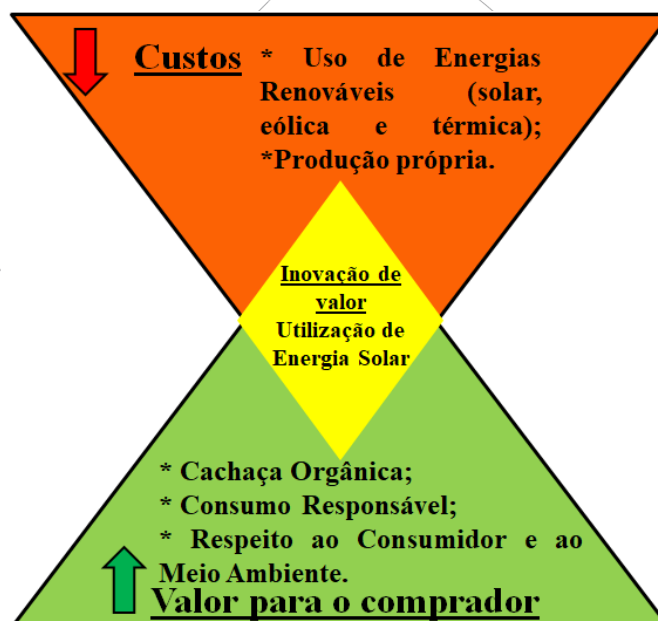 Custos * Uso de Energias
Renováveis (solar,
eólica e térmica);
*Produção própria.
Inovação de
valor
Utilização de
Energia Solar
* Cachaça Orgânica;
* Consumo Responsável;
* Respeito ao Consumidor e ao
Meio Ambiente.
Valor para o comprador